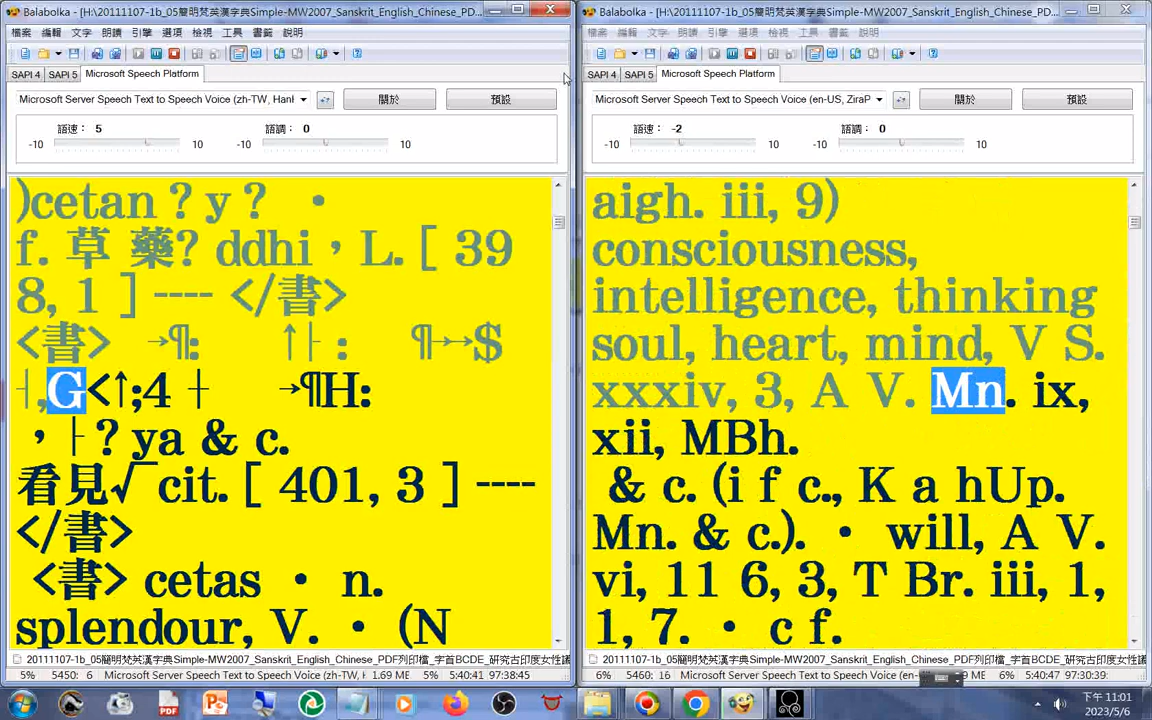 Balabolka - [H:\20111107-1b_05簡明梵英漢字典Simple-MW2007_Sanskrit_English_Chinese_PD...
檔案 編輯 文字 朗讀 引擎 選項 檢視 工具 書籤 說明
SAPI 4 SAPI 5 Microsoft Speech Platform
Microsoft Server Speech Text to Speech Voice (zh-TW, Hanl
關於 預設
語速： 5 語調： 0
-10 10 -10 10
)cetan？y？ •
f. 草 藥? ddhi，L. [ 39
8, 1 ] ---- </書>
<書> →¶: ↑├ : ¶→→$
┤,G<↑;4 ┼ →¶H:
，├？ya & c.
看見√ cit. [ 401, 3 ] ----
</書>
<書> cetas • n.
splendour, V. • (N
20111107-1b_05簡明梵英漢字典Simple-MW2007_Sanskrit_English_Chinese_PDF列印檔_字首BCDE_研究古印度女性議
5% 5450: 6 Microsoft Server Speech Text to Speech Voice (zh-TW, H 1.69 MB 5% 5:40:41 97:38:45
Balabolka - [H:\20111107-1b_05簡明梵英漢字典Simple-MW2007_Sanskrit_English_Chinese_PD...
檔案 編輯 文字 朗讀 引擎 選項 檢視 工具 書籤 說明
SAPI 4 SAPI 5 Microsoft Speech Platform
Microsoft Server Speech Text to Speech Voice (en-US, ZiraP
關於 預設
語速： -2 語調： 0
-10 10 -10 10
aigh. iii, 9)
consciousness,
intelligence, thinking
soul, heart, mind, V S.
xxxiv, 3, A V. Mn. ix,
xii, MBh.
& c. (i f c., K a hUp.
Mn. & c.). • will, A V.
vi, 11 6, 3, T Br. iii, 1,
1, 7. • c f.
20111107-1b_05簡明梵英漢字典Simple-MW2007_Sanskrit_English_Chinese_PDF列印檔_字首BCDE_研究古印度女性議
6% 5460: 16 Microsoft Server Speech Text to Speech Voice (en-US, Z 6% 5:40:47 97:30:39:
下午 11:01
2023/5/6